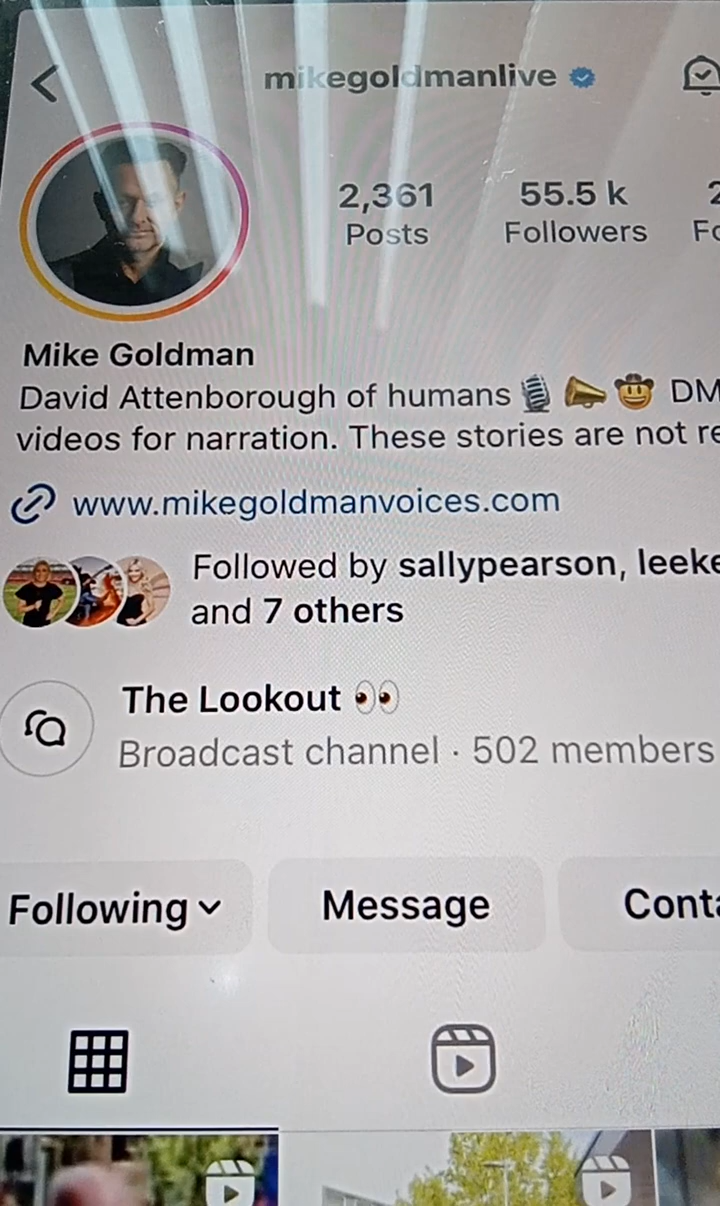 mikegoldmanlive
2,361
55.5 k
2
Posts
Followers
Fo
Mike Goldman
David Attenborough of humans 🎙️ 📣 🤠 DM
videos for narration. These stories are not re
www.mikegoldmanvoices.com
Followed by sallypearson, leeke
and 7 others
The Lookout 👀
Broadcast channel · 502 members
Following
Message
Conta